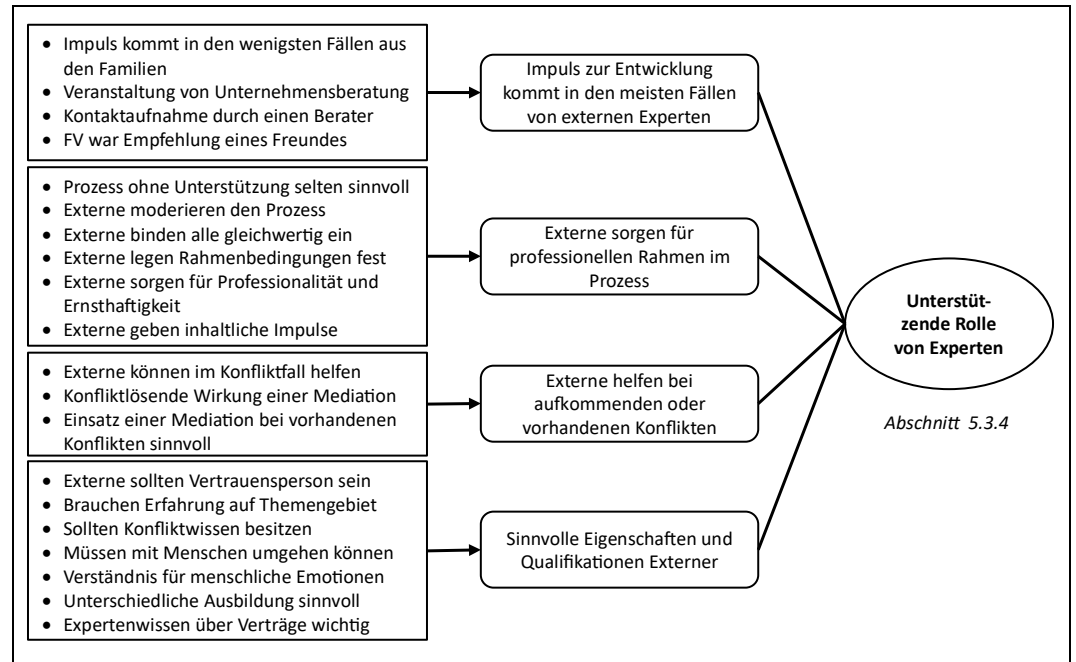 • Impuls kommt in den wenigsten Fällen aus
den Familien
• Veranstaltung von Unternehmensberatung
• Kontaktaufnahme durch einen Berater
• FV war Empfehlung eines Freundes
Impuls zur Entwicklung
kommt in den meisten Fällen
von externen Experten
• Prozess ohne Unterstützung selten sinnvoll
• Externe moderieren den Prozess
• Externe binden alle gleichwertig ein
• Externe legen Rahmenbedingungen fest
• Externe sorgen für Professionalität und
Ernsthaftigkeit
• Externe geben inhaltliche Impulse
Externe sorgen für
professionellen Rahmen im
Prozess
• Externe können im Konfliktfall helfen
• Konfliktlösende Wirkung einer Mediation
• Einsatz einer Mediation bei vorhandenen
Konflikten sinnvoll
Externe helfen bei
aufkommenden oder
vorhandenen Konflikten
• Externe sollten Vertrauensperson sein
• Brauchen Erfahrung auf Themengebiet
• Sollten Konfliktwissen besitzen
• Müssen mit Menschen umgehen können
• Verständnis für menschliche Emotionen
• Unterschiedliche Ausbildung sinnvoll
• Expertenwissen über Verträge wichtig
Sinnvolle Eigenschaften und
Qualifikationen Externer
Unterstüt-
zende Rolle
von Experten
Abschnitt 5.3.4